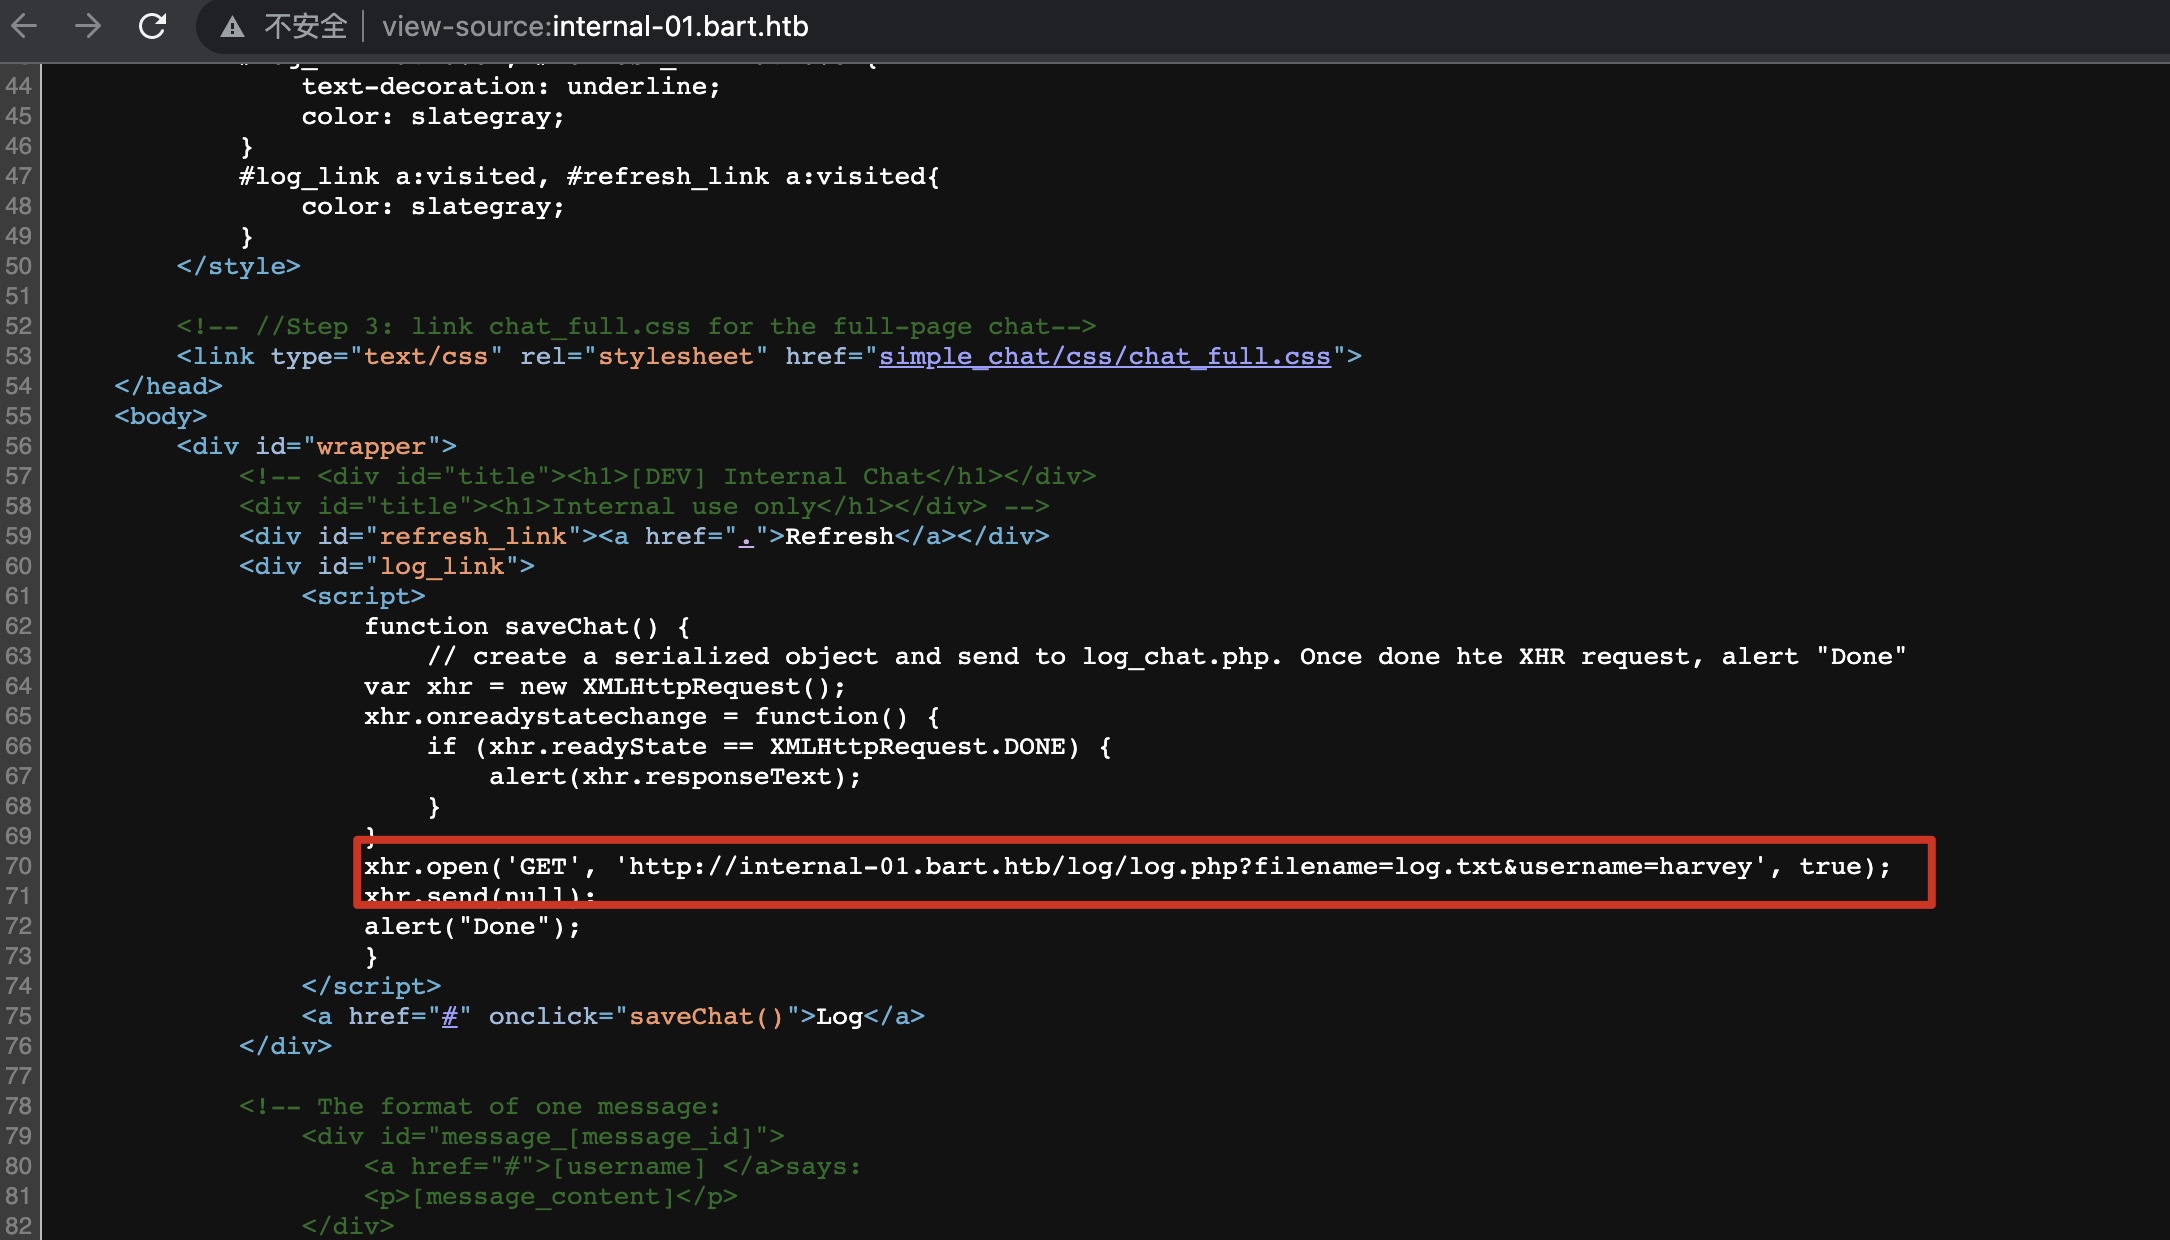 不安全 | view-source:internal-01.bart.htb
44 text-decoration: underline;
45 color: slategray;
46 }
47 #log_link a:visited, #refresh_link a:visited{
48 color: slategray;
49 }
50 </style>
51
52 <!-- //Step 3: link chat_full.css for the full-page chat-->
53 <link type="text/css" rel="stylesheet" href="simple_chat/css/chat_full.css">
54 </head>
55 <body>
56 <div id="wrapper">
57 <!-- <div id="title"><h1>[DEV] Internal Chat</h1></div>
58 <div id="title"><h1>Internal use only</h1></div> -->
59 <div id="refresh_link"><a href=".">Refresh</a></div>
60 <div id="log_link">
61 <script>
62 function saveChat() {
63 // create a serialized object and send to log_chat.php. Once done hte XHR request, alert "Done"
64 var xhr = new XMLHttpRequest();
65 xhr.onreadystatechange = function() {
66 if (xhr.readyState == XMLHttpRequest.DONE) {
67 alert(xhr.responseText);
68 }
69 }
70 xhr.open('GET', 'http://internal-01.bart.htb/log/log.php?filename=log.txt&username=harvey', true);
71 xhr.send(null);
72 alert("Done");
73 }
74 </script>
75 <a href="#" onclick="saveChat()">Log</a>
76 </div>
77
78 <!-- The format of one message:
79 <div id="message_[message_id]">
80 <a href="#">[username] </a>says:
81 <p>[message_content]</p>
82 </div>